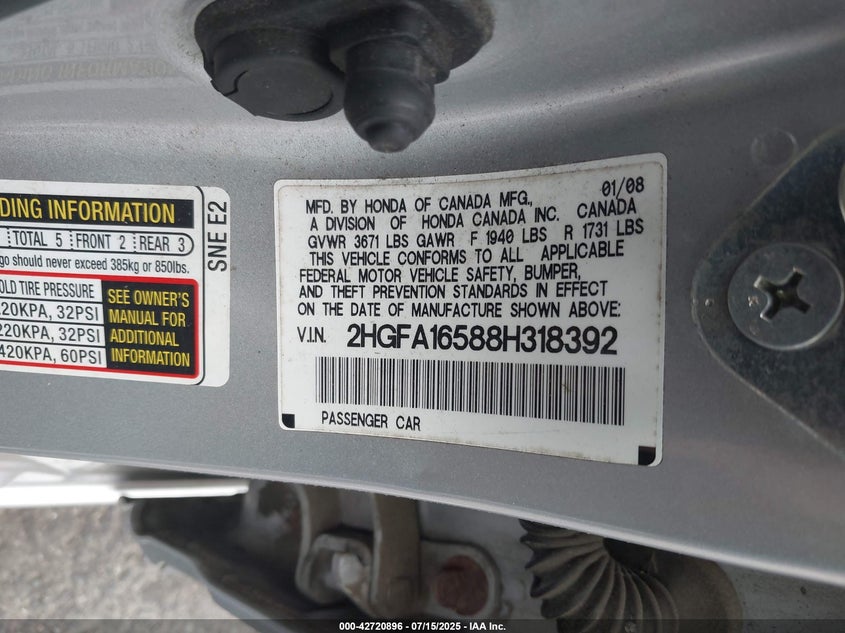 DING INFORMATION
TOTAL 5 FRONT 2 REAR 3
go should never exceed 385kg or 850lbs.
OLD TIRE PRESSURE
220KPA, 32PSI
220KPA, 32PSI
420KPA, 60PSI
SEE OWNER'S
MANUAL FOR
ADDITIONAL
INFORMATION
SNE E2
01/08
MFD. BY HONDA OF CANADA MFG.,
A DIVISION OF HONDA CANADA INC. CANADA
GVWR 3671 LBS GAWR F 1940 LBS R 1731 LBS
THIS VEHICLE CONFORMS TO ALL APPLICABLE
FEDERAL MOTOR VEHICLE SAFETY, BUMPER,
AND THEFT PREVENTION STANDARDS IN EFFECT
ON THE DATE OF MANUFACTURE SHOWN ABOVE:
V.I.N. 2HGFA16588H318392
PASSENGER CAR
000-42720896 - 07/15/2025 - IAA Inc.